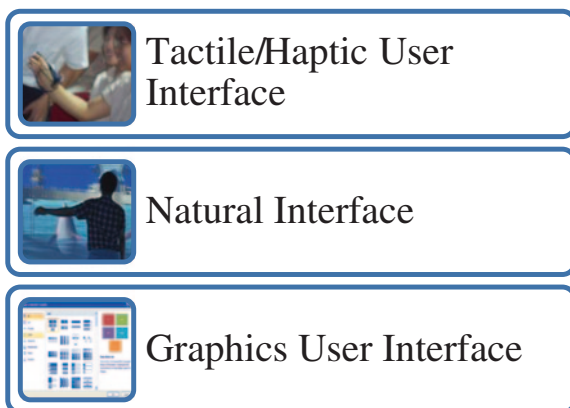 Tactile/Haptic User
Interface
Natural Interface
Graphics User Interface